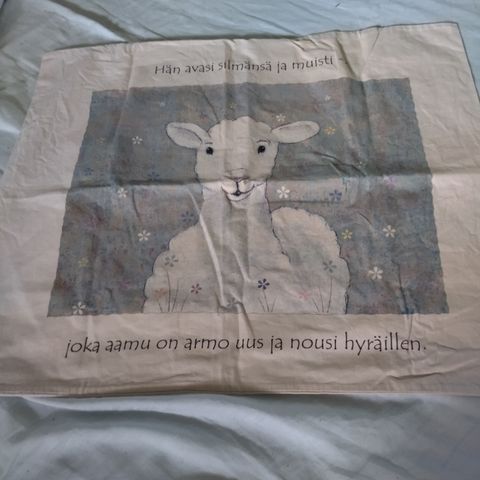 Hän avasi silmänsä ja muisti -
joka aamu on armo uus ja nousi hyräillen.